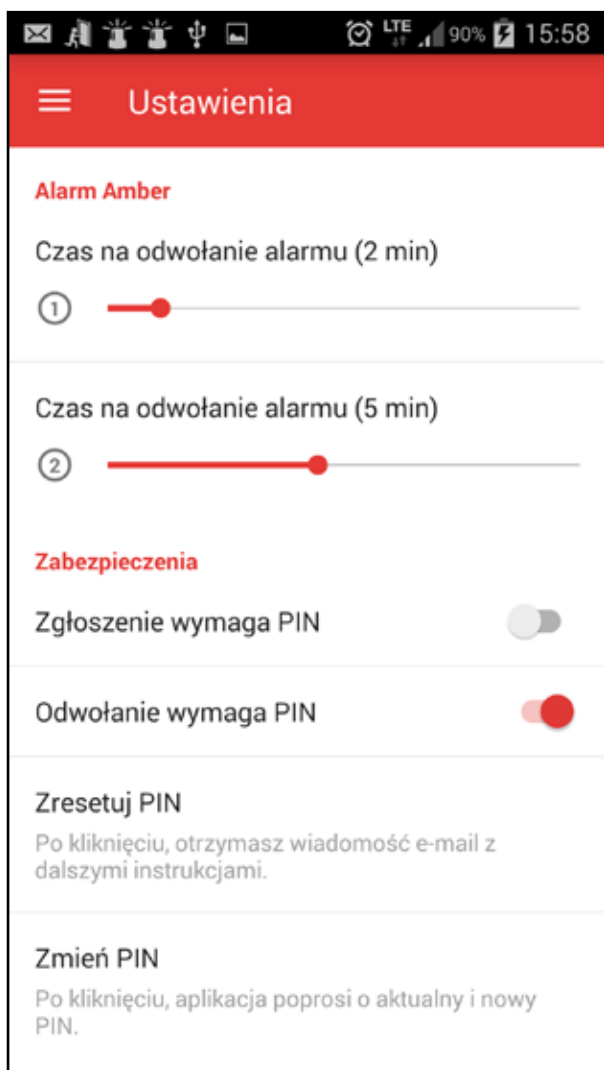 LTE 90% 15:58
Ustawienia
Alarm Amber
Czas na odwołanie alarmu (2 min)
1
Czas na odwołanie alarmu (5 min)
2
Zabezpieczenia
Zgłoszenie wymaga PIN
Odwołanie wymaga PIN
Zresetuj PIN
Po kliknięciu, otrzymasz wiadomość e-mail z
dalszymi instrukcjami.
Zmień PIN
Po kliknięciu, aplikacja poprosi o aktualny i nowy
PIN.